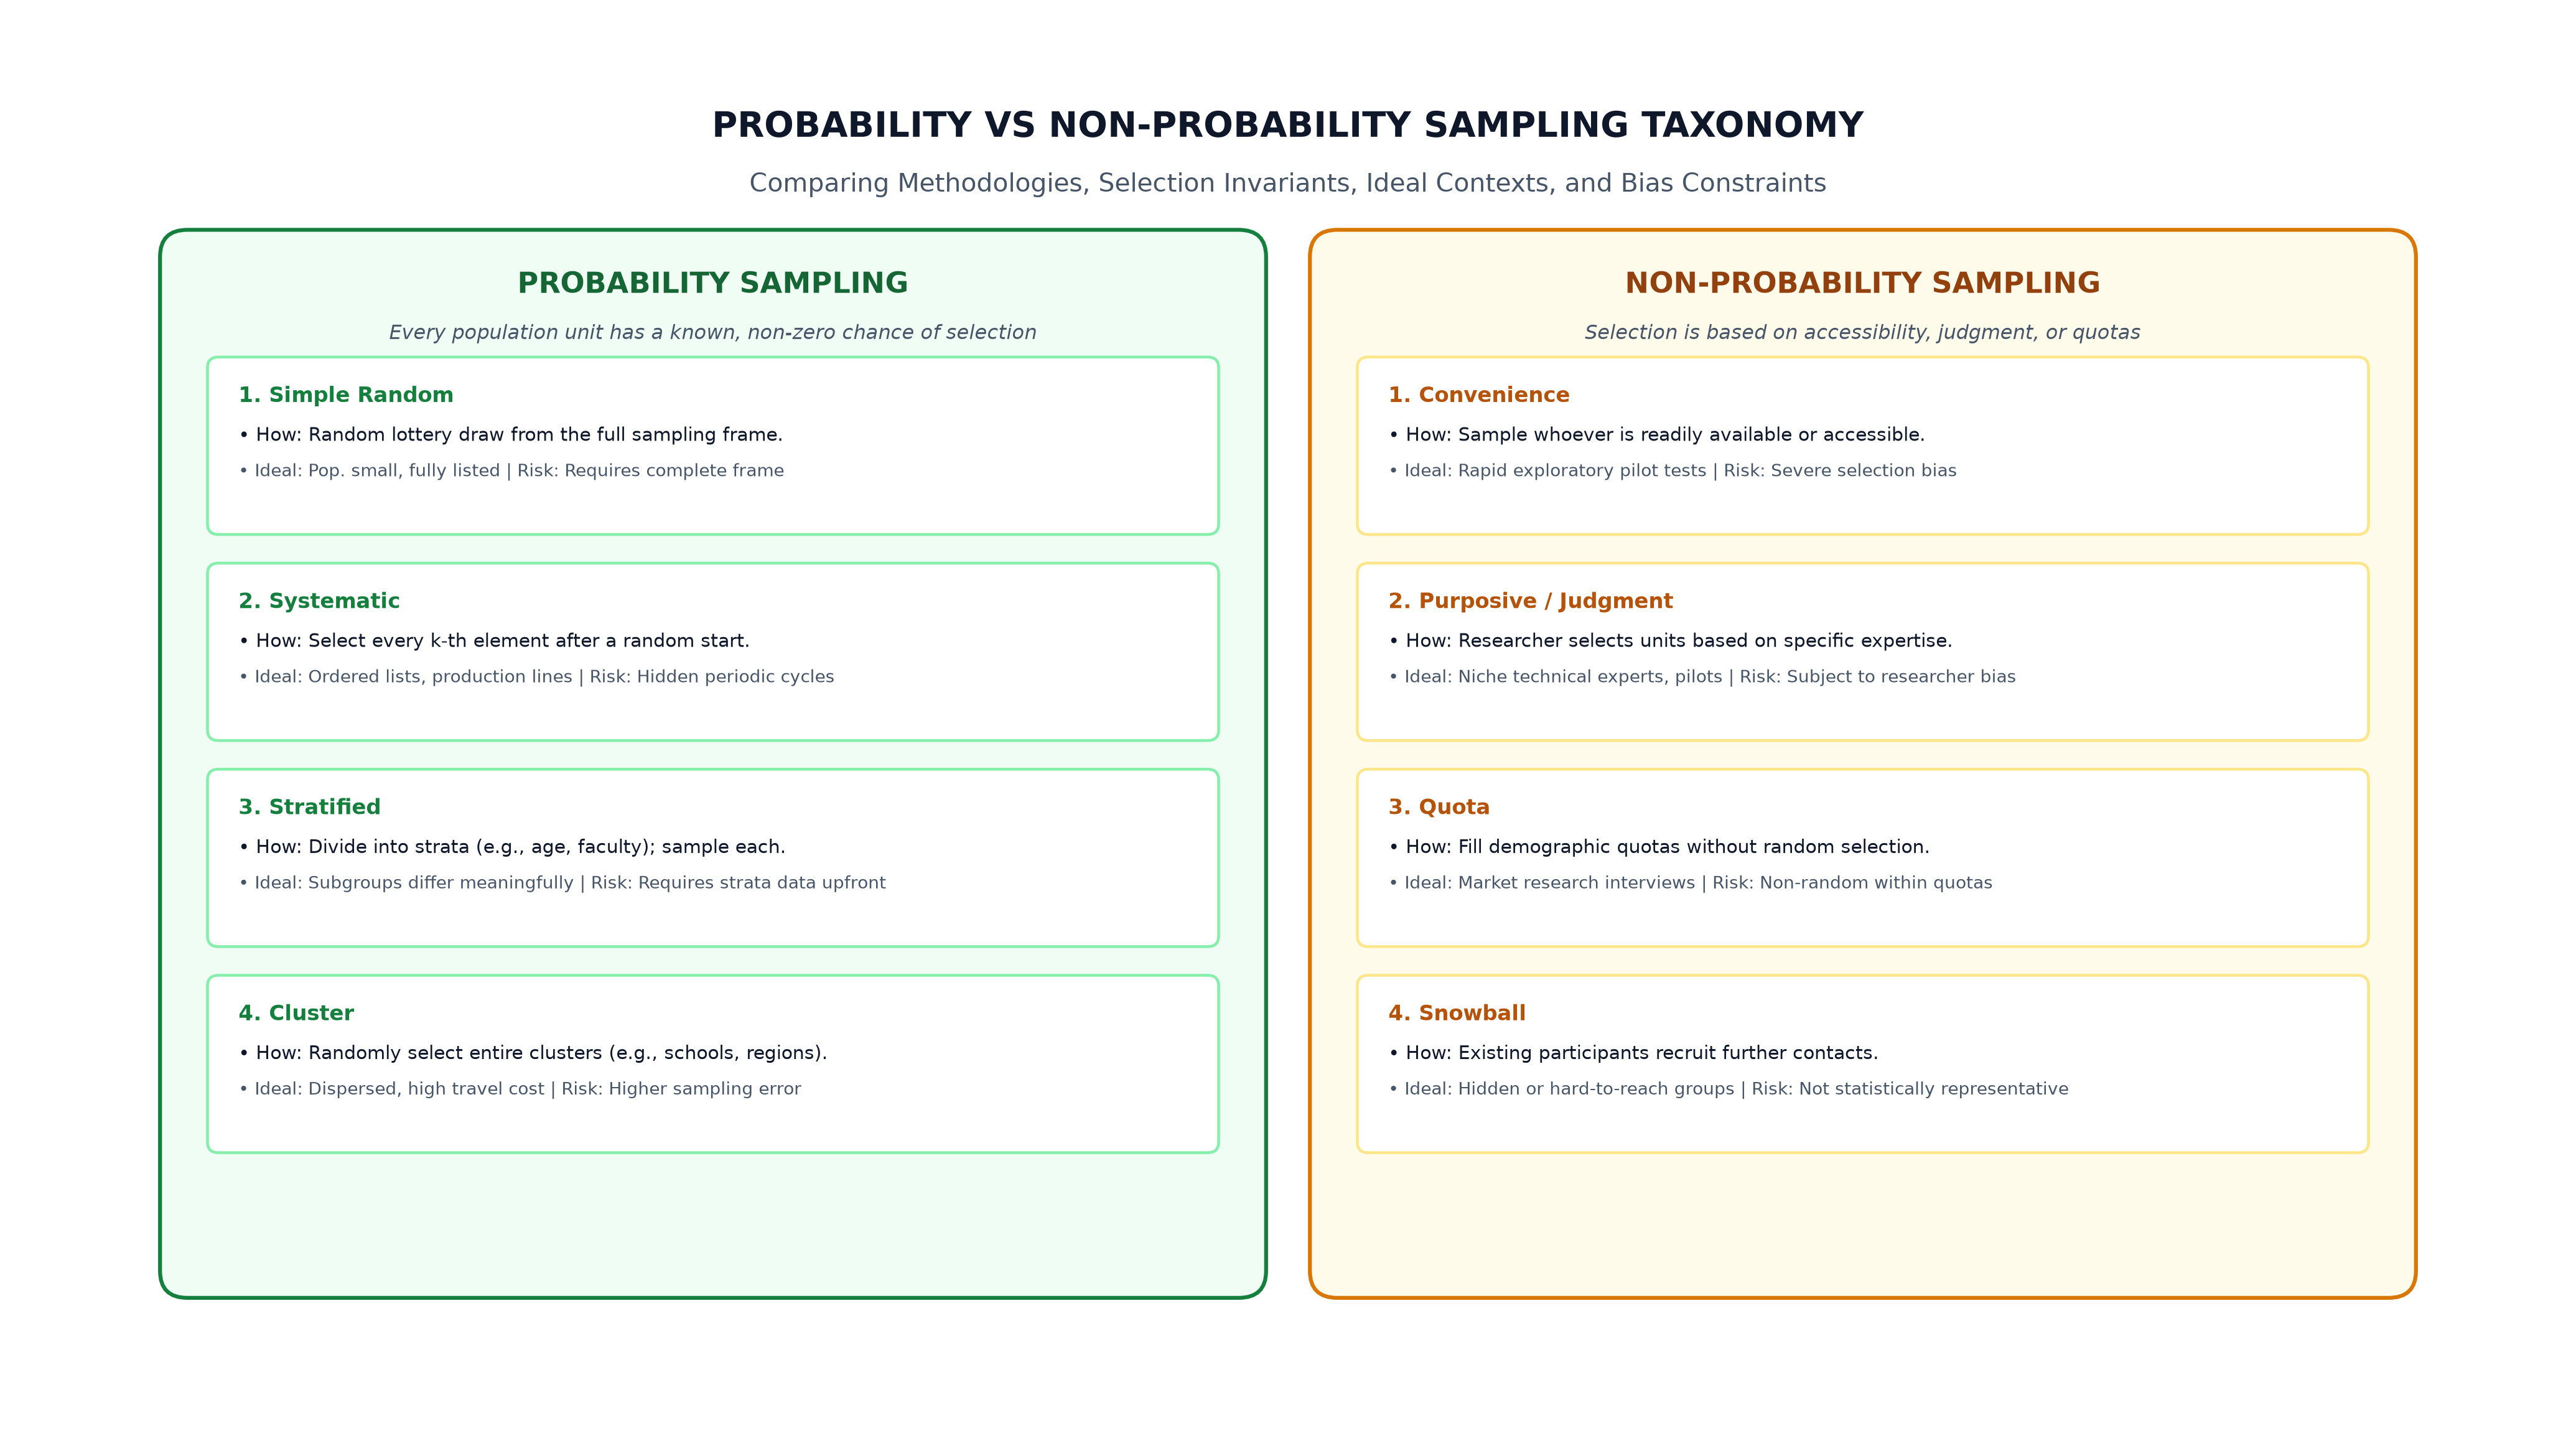 PROBABILITY VS NON-PROBABILITY SAMPLING TAXONOMY
Comparing Methodologies, Selection Invariants, Ideal Contexts, and Bias Constraints
PROBABILITY SAMPLING
Every population unit has a known, non-zero chance of selection
1. Simple Random
• How: Random lottery draw from the full sampling frame.
• Ideal: Pop. small, fully listed | Risk: Requires complete frame
2. Systematic
• How: Select every k-th element after a random start.
• Ideal: Ordered lists, production lines | Risk: Hidden periodic cycles
3. Stratified
• How: Divide into strata (e.g., age, faculty); sample each.
• Ideal: Subgroups differ meaningfully | Risk: Requires strata data upfront
4. Cluster
• How: Randomly select entire clusters (e.g., schools, regions).
• Ideal: Dispersed, high travel cost | Risk: Higher sampling error
NON-PROBABILITY SAMPLING
Selection is based on accessibility, judgment, or quotas
1. Convenience
• How: Sample whoever is readily available or accessible.
• Ideal: Rapid exploratory pilot tests | Risk: Severe selection bias
2. Purposive / Judgment
• How: Researcher selects units based on specific expertise.
• Ideal: Niche technical experts, pilots | Risk: Subject to researcher bias
3. Quota
• How: Fill demographic quotas without random selection.
• Ideal: Market research interviews | Risk: Non-random within quotas
4. Snowball
• How: Existing participants recruit further contacts.
• Ideal: Hidden or hard-to-reach groups | Risk: Not statistically representative